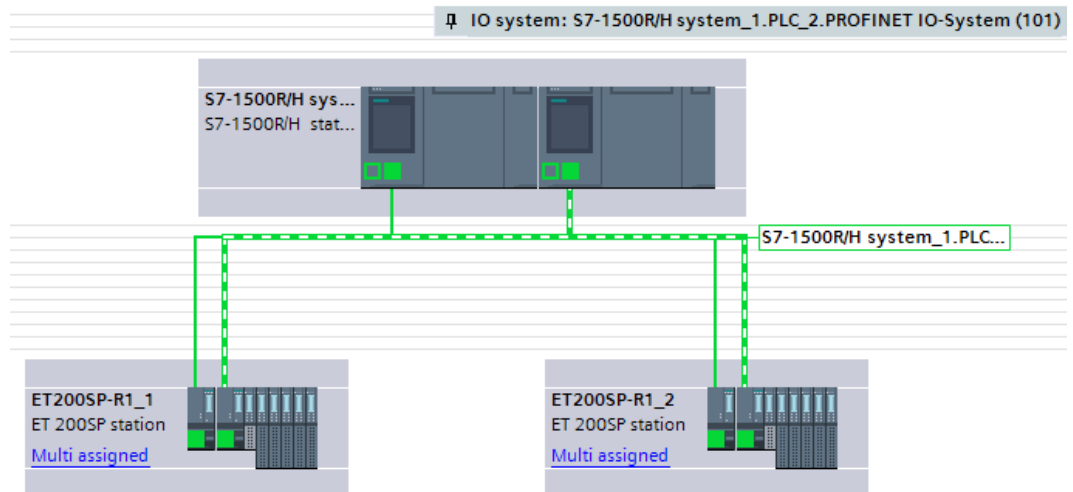 IO system: S7-1500R/H system_1.PLC_2.PROFINET IO-System (101)
S7-1500R/H sys...
S7-1500R/H stat...
S7-1500R/H system_1.PLC...
ET200SP-R1_1
ET 200SP station
Multi assigned
ET200SP-R1_2
ET 200SP station
Multi assigned